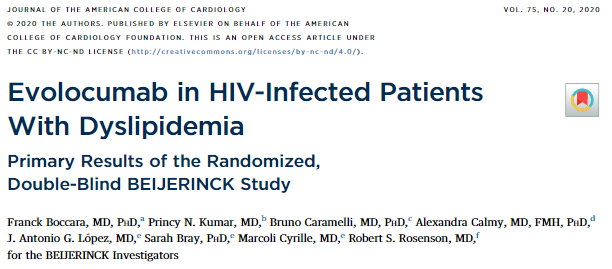 JOURNAL OF THE AMERICAN COLLEGE OF CARDIOLOGY VOL. 75, NO. 20, 2020
© 2020 THE AUTHORS. PUBLISHED BY ELSEVIER ON BEHALF OF THE AMERICAN
COLLEGE OF CARDIOLOGY FOUNDATION. THIS IS AN OPEN ACCESS ARTICLE UNDER
THE CC BY-NC-ND LICENSE (http://creativecommons.org/licenses/by-nc-nd/4.0/).
Evolocumab in HIV-Infected Patients
With Dyslipidemia
Primary Results of the Randomized,
Double-Blind BEIJERINCK Study
Franck Boccara, MD, PHD,a Princy N. Kumar, MD,b Bruno Caramelli, MD, PHD,c Alexandra Calmy, MD, FMH, PHD,d
J. Antonio G. López, MD,e Sarah Bray, PHD,e Marcoli Cyrille, MD,e Robert S. Rosenson, MD,f
for the BEIJERINCK Investigators